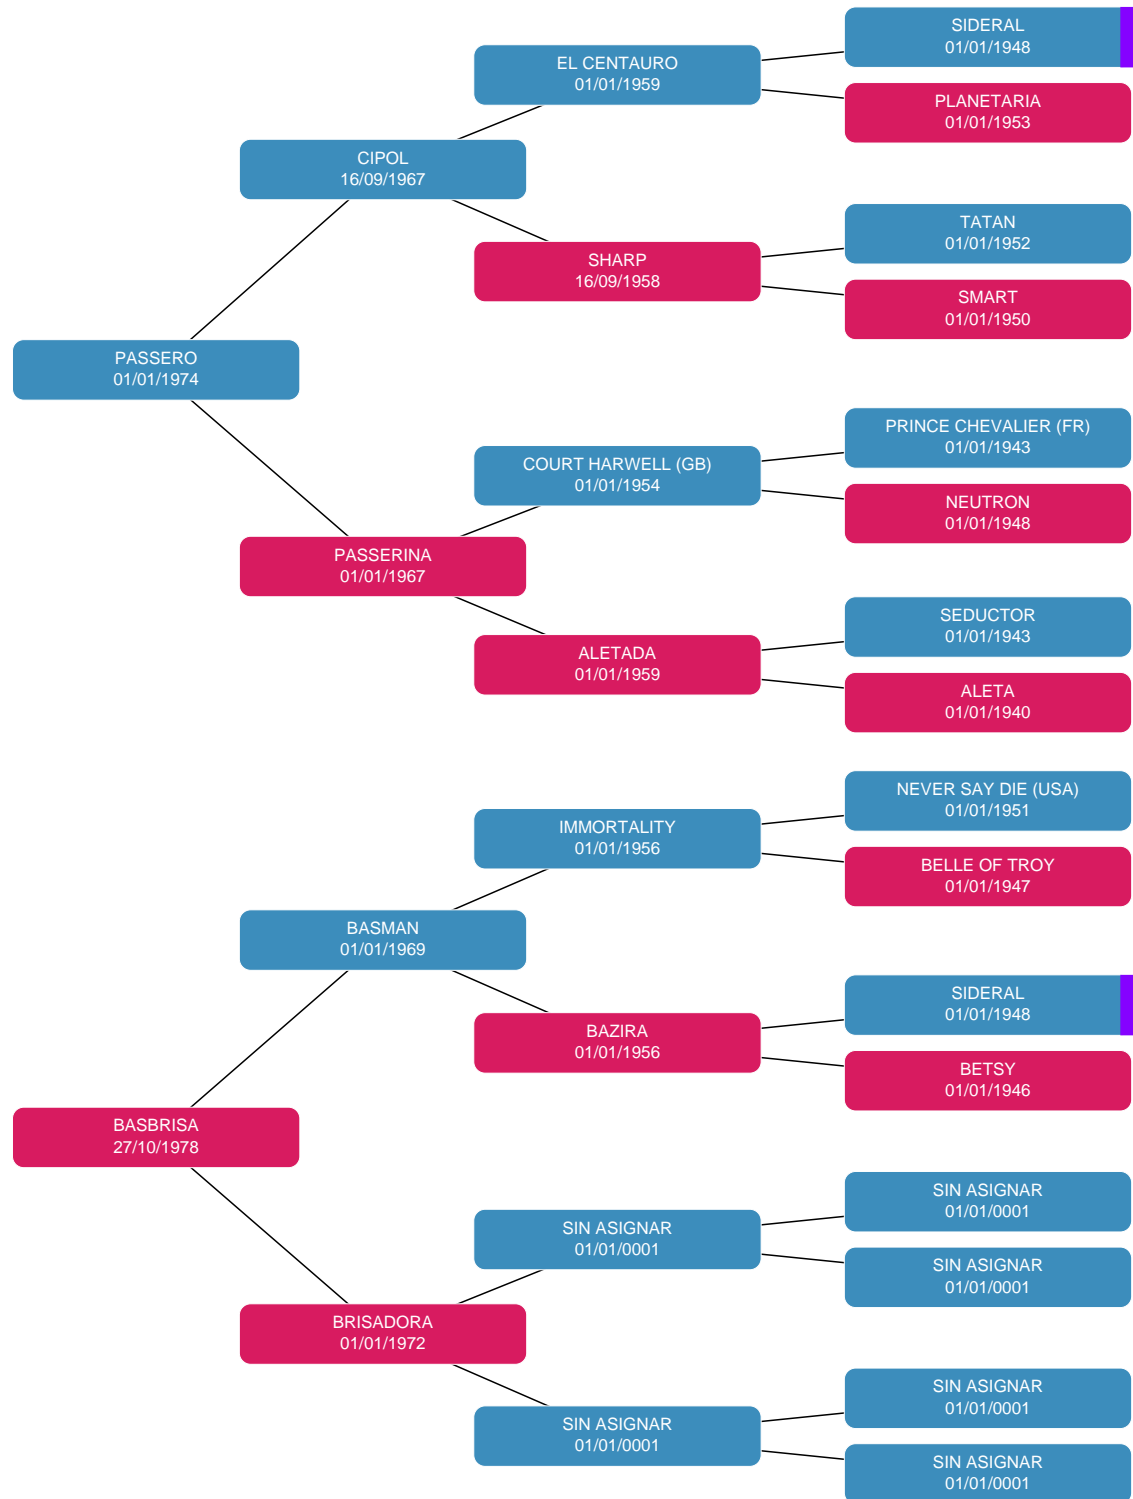 SIDERAL
01/01/1948
EL CENTAURO
01/01/1959
PLANETARIA
01/01/1953
CIPOL
16/09/1967
TATAN
01/01/1952
SHARP
16/09/1958
SMART
01/01/1950
PASSERO
01/01/1974
PRINCE CHEVALIER (FR)
01/01/1943
COURT HARWELL (GB)
01/01/1954
NEUTRON
01/01/1948
PASSERINA
01/01/1967
SEDUCTOR
01/01/1943
ALETADA
01/01/1959
ALETA
01/01/1940
NEVER SAY DIE (USA)
01/01/1951
IMMORTALITY
01/01/1956
BELLE OF TROY
01/01/1947
BASMAN
01/01/1969
SIDERAL
01/01/1948
BAZIRA
01/01/1956
BETSY
01/01/1946
BASBRISA
27/10/1978
SIN ASIGNAR
01/01/0001
SIN ASIGNAR
01/01/0001
SIN ASIGNAR
01/01/0001
BRISADORA
01/01/1972
SIN ASIGNAR
01/01/0001
SIN ASIGNAR
01/01/0001
SIN ASIGNAR
01/01/0001